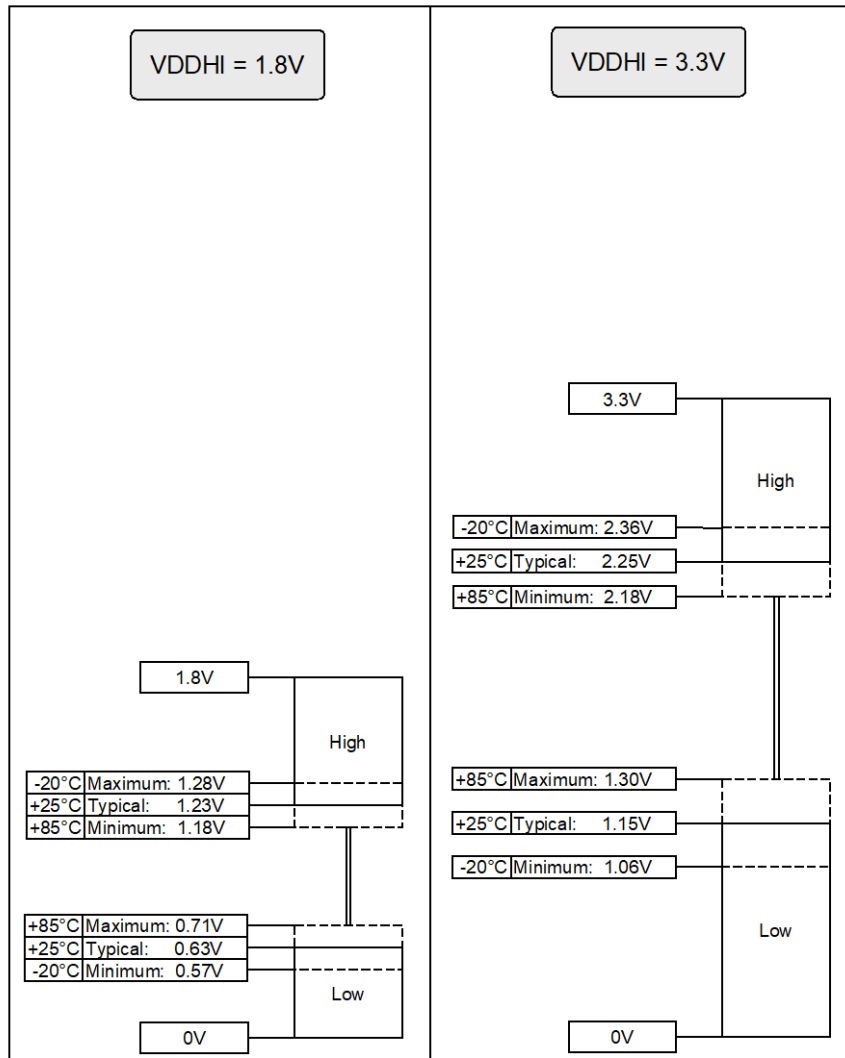 VDDHI = 1.8V
1.8V
High
-20°C Maximum: 1.28V
+25°C Typical: 1.23V
+85°C Minimum: 1.18V
+85°C Maximum: 0.71V
+25°C Typical: 0.63V
-20°C Minimum: 0.57V
Low
0V
VDDHI = 3.3V
3.3V
High
-20°C Maximum: 2.36V
+25°C Typical: 2.25V
+85°C Minimum: 2.18V
+85°C Maximum: 1.30V
+25°C Typical: 1.15V
-20°C Minimum: 1.06V
Low
0V